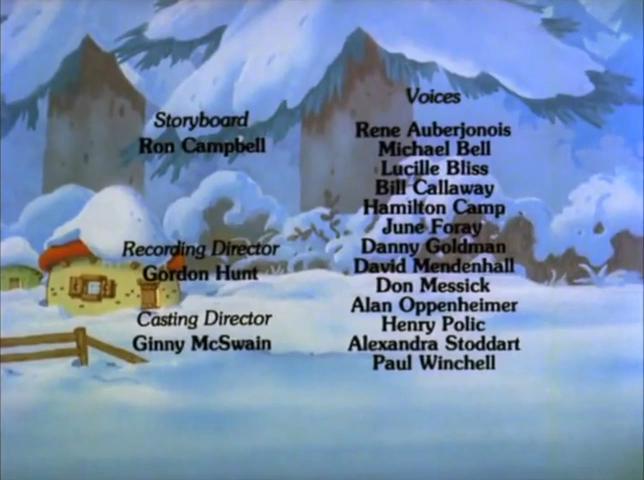 Storyboard
Ron Campbell
Recording Director
Gordon Hunt
Casting Director
Ginny McSwain
Voices
Rene Auberjonois
Michael Bell
Lucille Bliss
Bill Callaway
Hamilton Camp
June Foray
Danny Goldman
David Mendenhall
Don Messick
Alan Oppenheimer
Henry Polic
Alexandra Stoddart
Paul Winchell